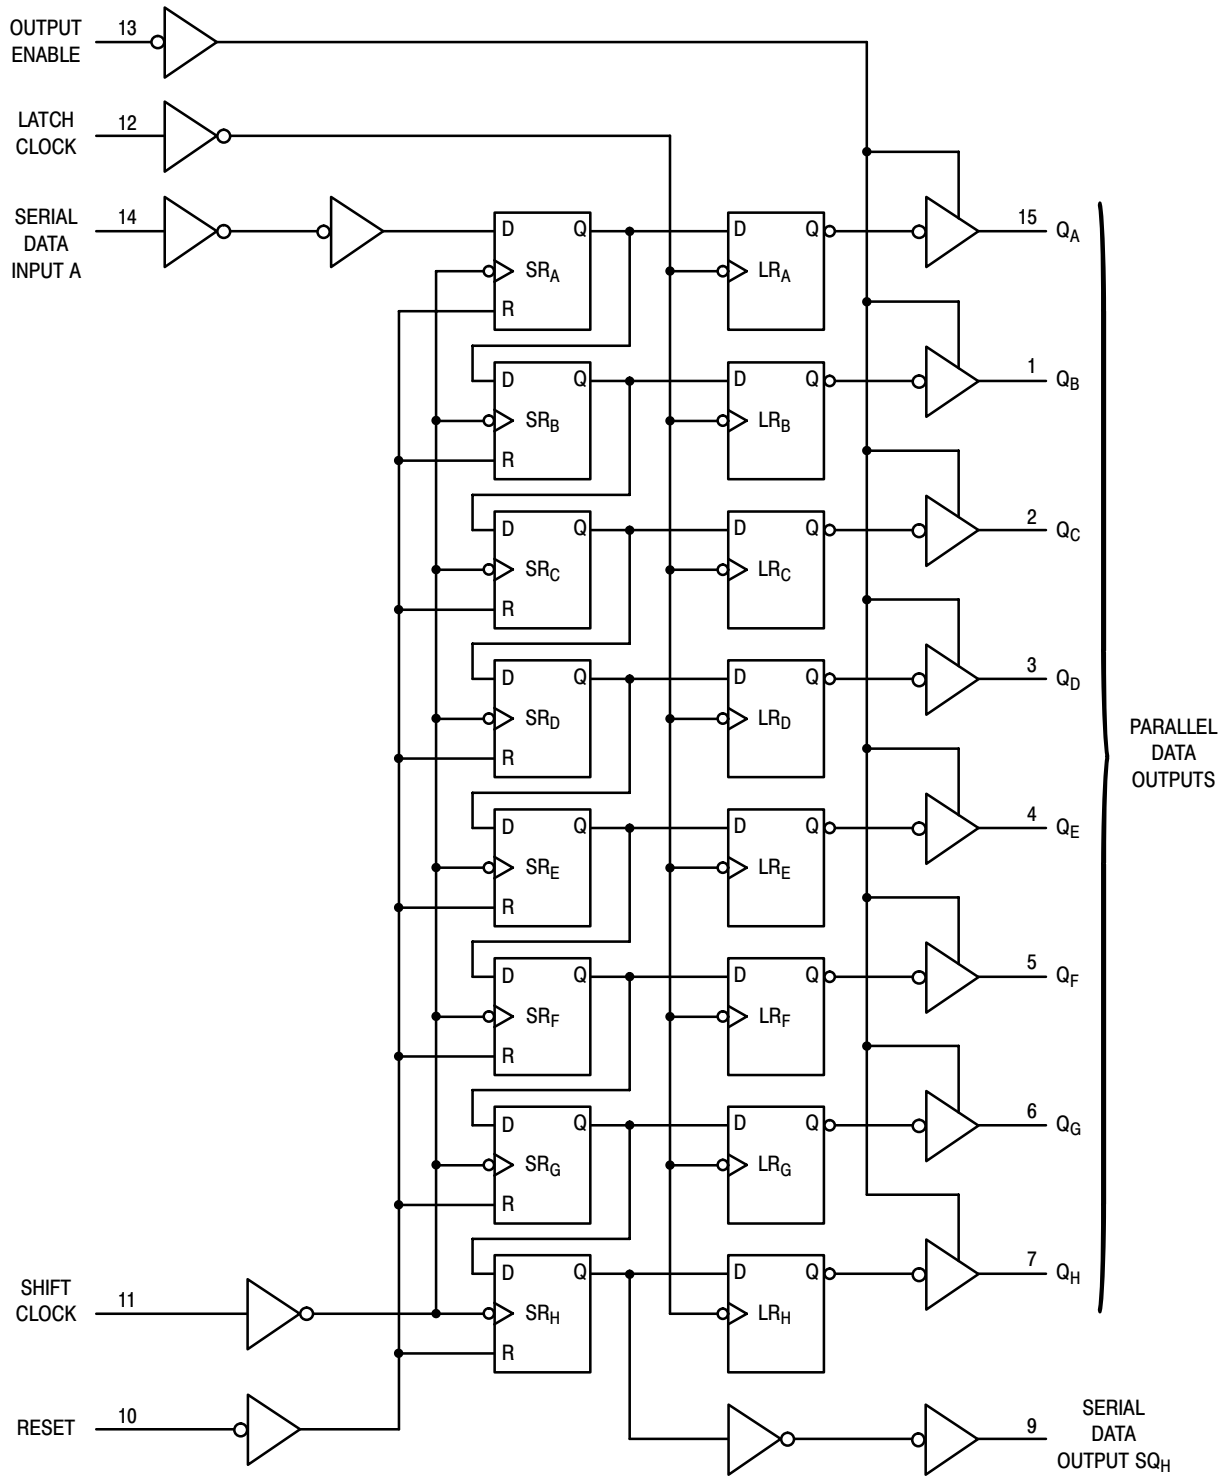 OUTPUT
ENABLE
13
LATCH
CLOCK
12
SERIAL
DATA
INPUT A
14
D Q
SRA
R
D Q
LRA
15 QA
D Q
SRB
R
D Q
LRB
1 QB
D Q
SRC
R
D Q
LRC
2 QC
D Q
SRD
R
D Q
LRD
3 QD
PARALLEL
DATA
OUTPUTS
D Q
SRE
R
D Q
LRE
4 QE
D Q
SRF
R
D Q
LRF
5 QF
D Q
SRG
R
D Q
LRG
6 QG
SHIFT
CLOCK
11
D Q
SRH
R
D Q
LRH
7 QH
RESET
10
9
SERIAL
DATA
OUTPUT SQH